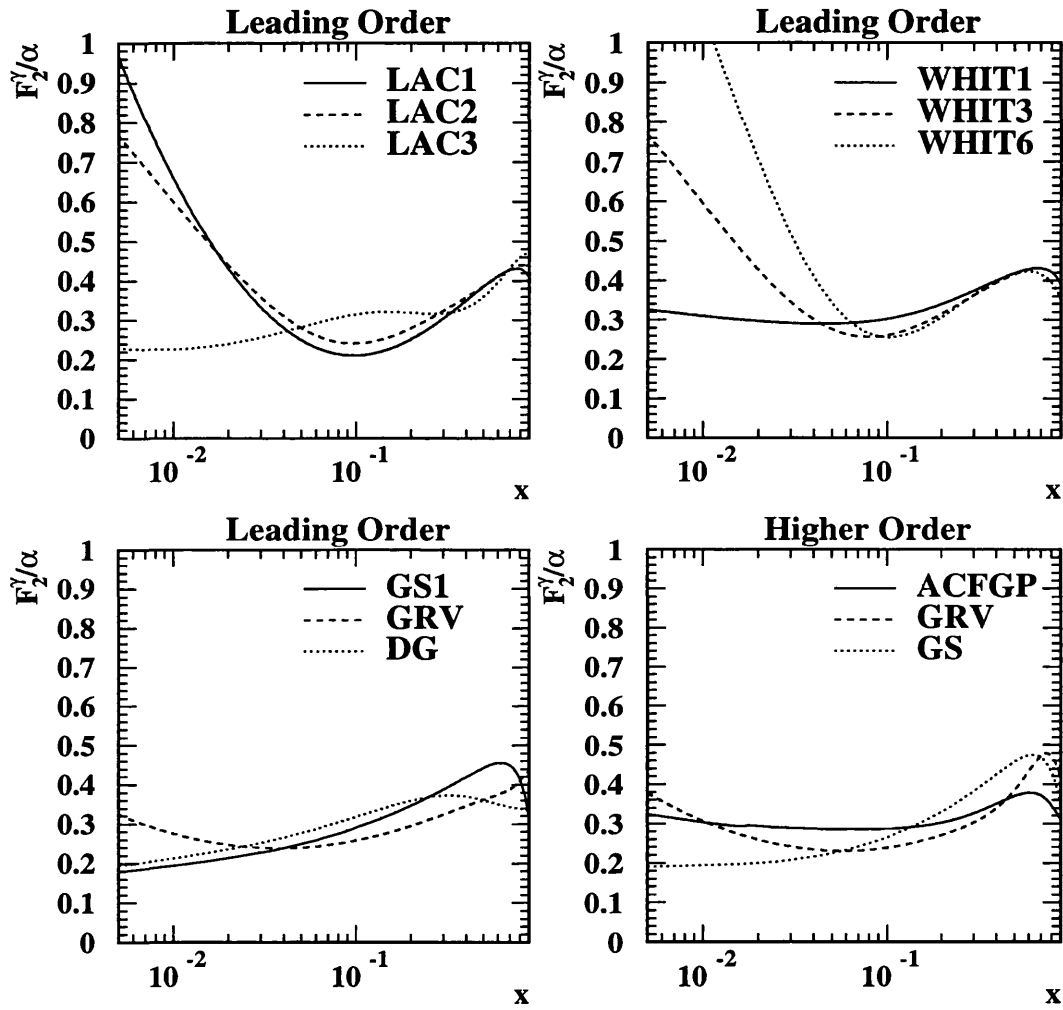 Leading Order
F₂^γ/α
1
0.9
0.8
0.7
0.6
0.5
0.4
0.3
0.2
0.1
0
LAC1
LAC2
LAC3
10⁻²
10⁻¹
x
Leading Order
F₂^γ/α
1
0.9
0.8
0.7
0.6
0.5
0.4
0.3
0.2
0.1
0
WHIT1
WHIT3
WHIT6
10⁻²
10⁻¹
x
Leading Order
F₂^γ/α
1
0.9
0.8
0.7
0.6
0.5
0.4
0.3
0.2
0.1
0
GS1
GRV
DG
10⁻²
10⁻¹
x
Higher Order
F₂^γ/α
1
0.9
0.8
0.7
0.6
0.5
0.4
0.3
0.2
0.1
0
ACFGP
GRV
GS
10⁻²
10⁻¹
x